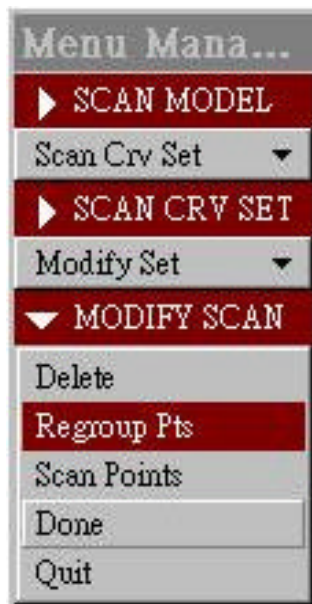 Menu Mana...
SCAN MODEL
Scan Crv Set
SCAN CRV SET
Modify Set
MODIFY SCAN
Delete
Regroup Pts
Scan Points
Done
Quit